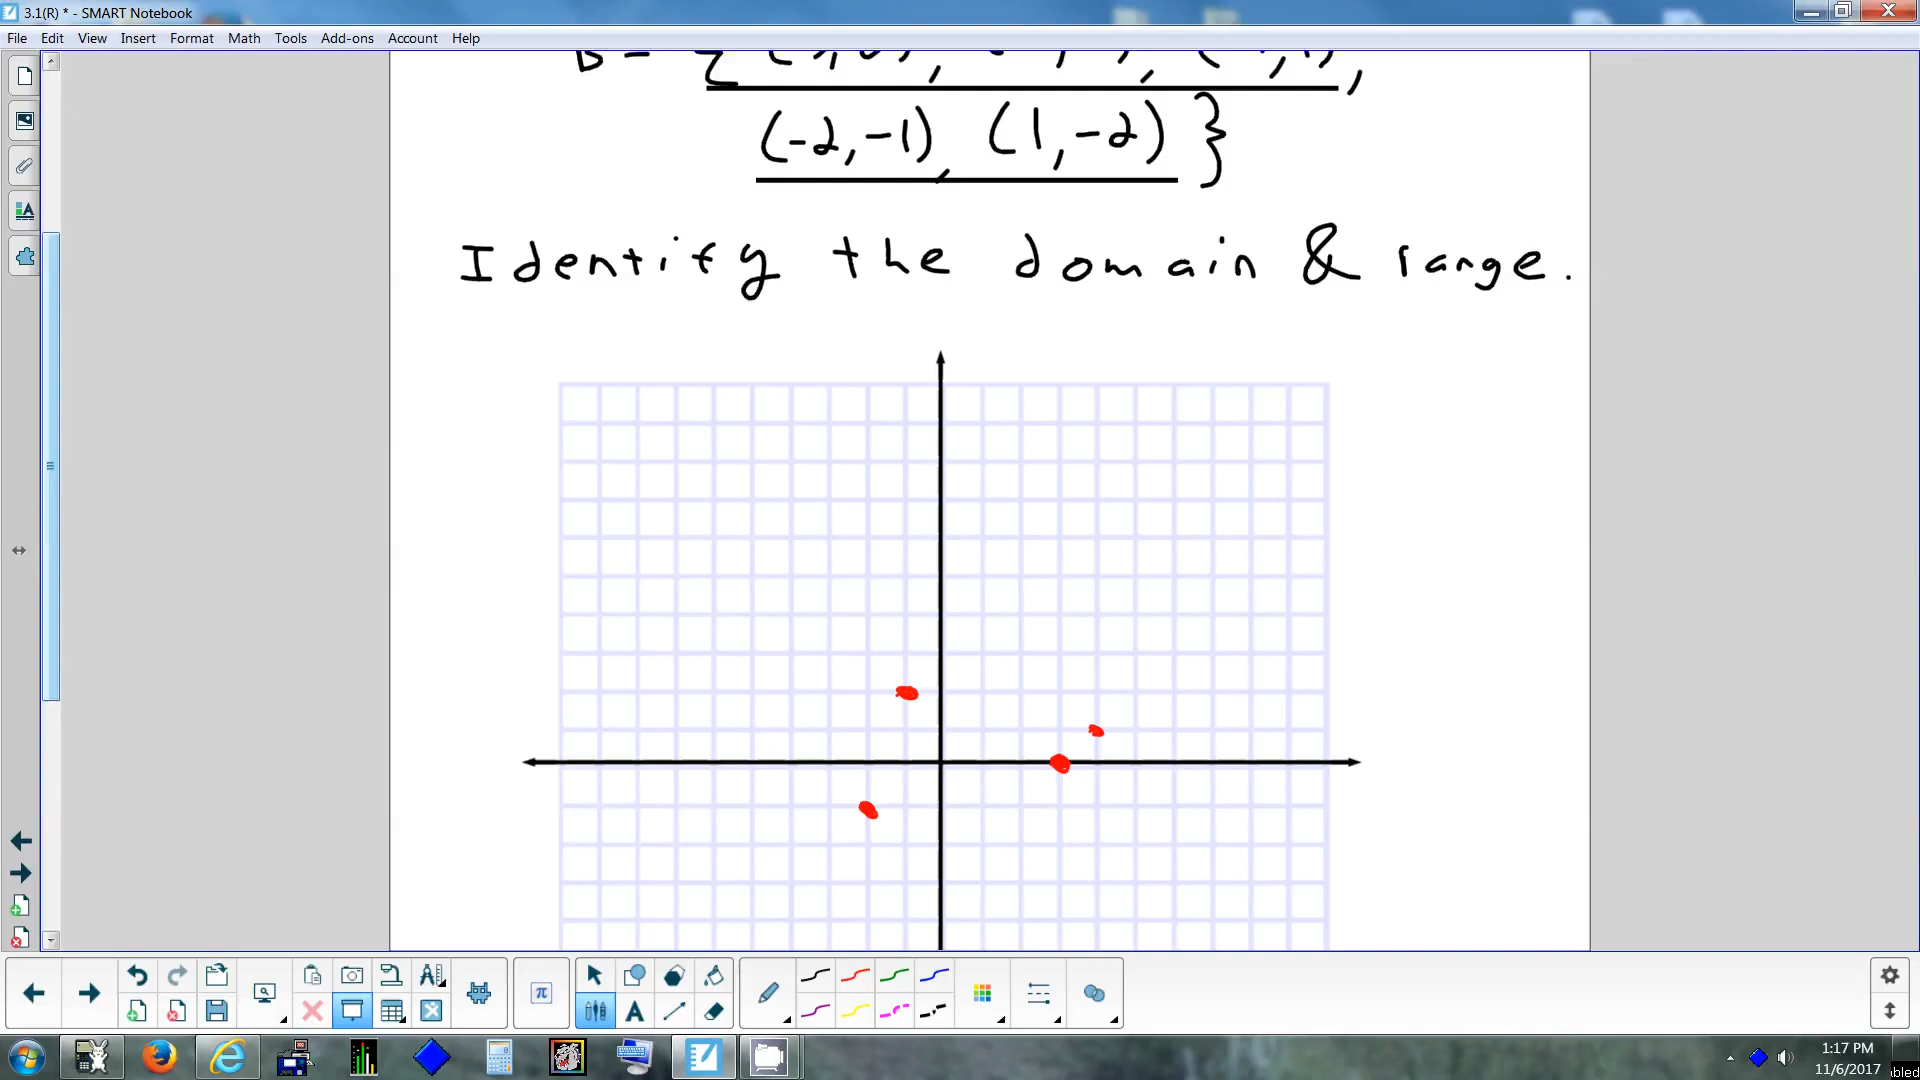 3.1(R) * - SMART Notebook
File Edit View Insert Format Math Tools Add-ons Account Help
(-2,-1), (1,-2) }
Identify the domain & range.
π
A
1:17 PM
11/6/2017
bled